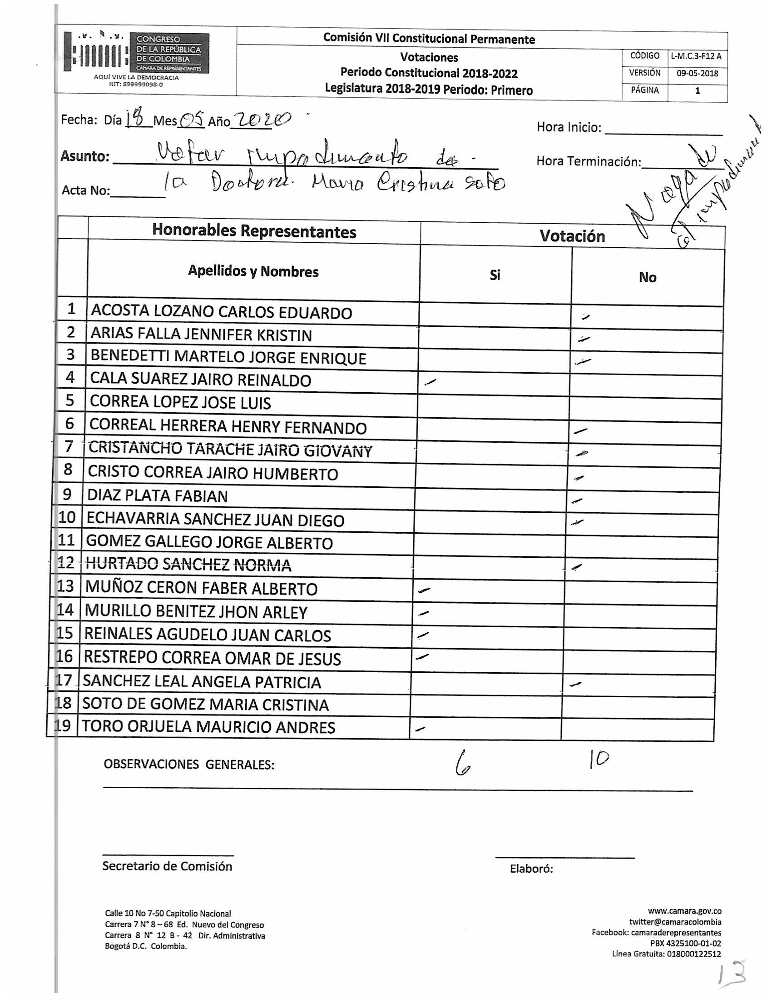 CONGRESO
DE LA REPÚBLICA
DE COLOMBIA
CÁMARA DE REPRESENTANTES
AQUÍ VIVE LA DEMOCRACIA
NIT: 899999098-0
Comisión VII Constitucional Permanente
Votaciones
Periodo Constitucional 2018-2022
Legislatura 2018-2019 Periodo: Primero
CÓDIGO L-M.C.3-F12 A
VERSIÓN 09-05-2018
PÁGINA 1
Fecha: Día 18 Mes 05 Año 2020
Hora Inicio:
Asunto: Votar impedimento de
Hora Terminación:
la Doctora. Maria Cristina Soto
Acta No:
Negado
el impedimento
Honorables Representantes Votación
Apellidos y Nombres Si No
1 ACOSTA LOZANO CARLOS EDUARDO
2 ARIAS FALLA JENNIFER KRISTIN
3 BENEDETTI MARTELO JORGE ENRIQUE
4 CALA SUAREZ JAIRO REINALDO
5 CORREA LOPEZ JOSE LUIS
6 CORREAL HERRERA HENRY FERNANDO
7 CRISTANCHO TARACHE JAIRO GIOVANY
8 CRISTO CORREA JAIRO HUMBERTO
9 DIAZ PLATA FABIAN
10 ECHAVARRIA SANCHEZ JUAN DIEGO
11 GOMEZ GALLEGO JORGE ALBERTO
12 HURTADO SANCHEZ NORMA
13 MUÑOZ CERON FABER ALBERTO
14 MURILLO BENITEZ JHON ARLEY
15 REINALES AGUDELO JUAN CARLOS
16 RESTREPO CORREA OMAR DE JESUS
17 SANCHEZ LEAL ANGELA PATRICIA
18 SOTO DE GOMEZ MARIA CRISTINA
19 TORO ORJUELA MAURICIO ANDRES
OBSERVACIONES GENERALES: 6 10
Secretario de Comisión
Elaboró:
Calle 10 No 7-50 Capitolio Nacional
Carrera 7 N° 8 – 68 Ed. Nuevo del Congreso
Carrera 8 N° 12 B - 42 Dir. Administrativa
Bogotá D.C. Colombia.
www.camara.gov.co
twitter@camaracolombia
Facebook: camaraderepresentantes
PBX 4325100-01-02
Línea Gratuita: 018000122512
13